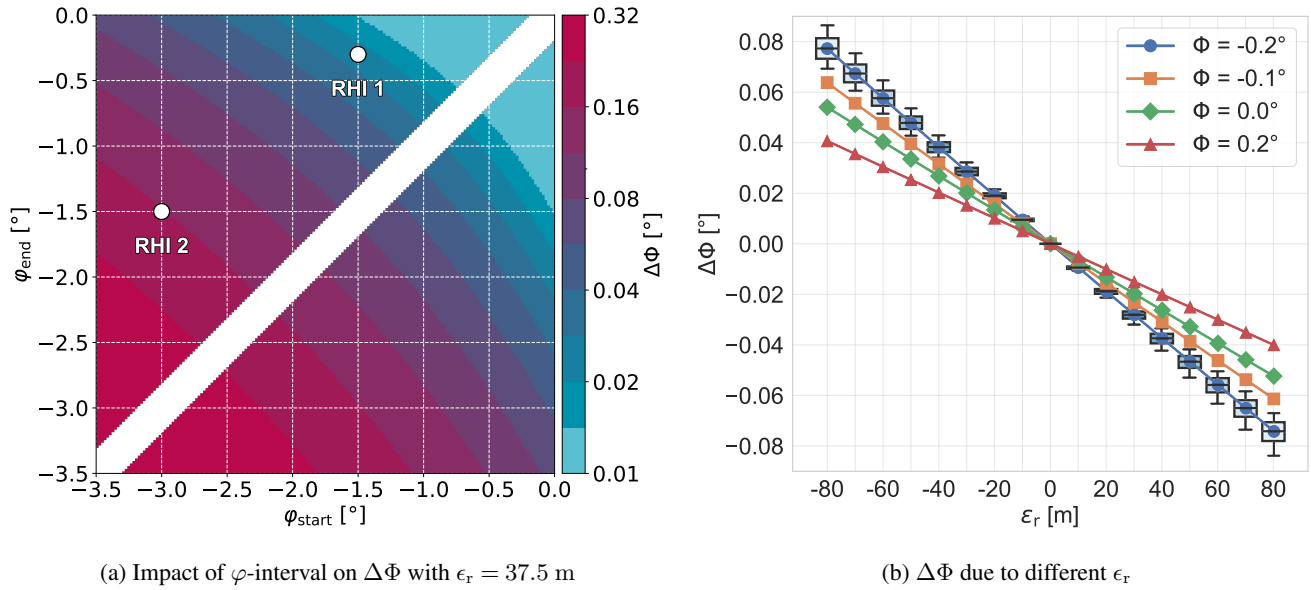 0.0
−0.5
−1.0
−1.5
−2.0
−2.5
−3.0
−3.5
φend [°]
RHI 1
RHI 2
−3.5 −3.0 −2.5 −2.0 −1.5 −1.0 −0.5 0.0
φstart [°]
0.32
0.16
0.08
0.04
0.02
0.01
ΔΦ [°]
(a) Impact of φ-interval on ΔΦ with ϵr = 37.5 m
0.08
0.06
0.04
0.02
0.00
−0.02
−0.04
−0.06
−0.08
ΔΦ [°]
Φ = -0.2°
Φ = -0.1°
Φ = 0.0°
Φ = 0.2°
-80 -60 -40 -20 0 20 40 60 80
εr [m]
(b) ΔΦ due to different ϵr